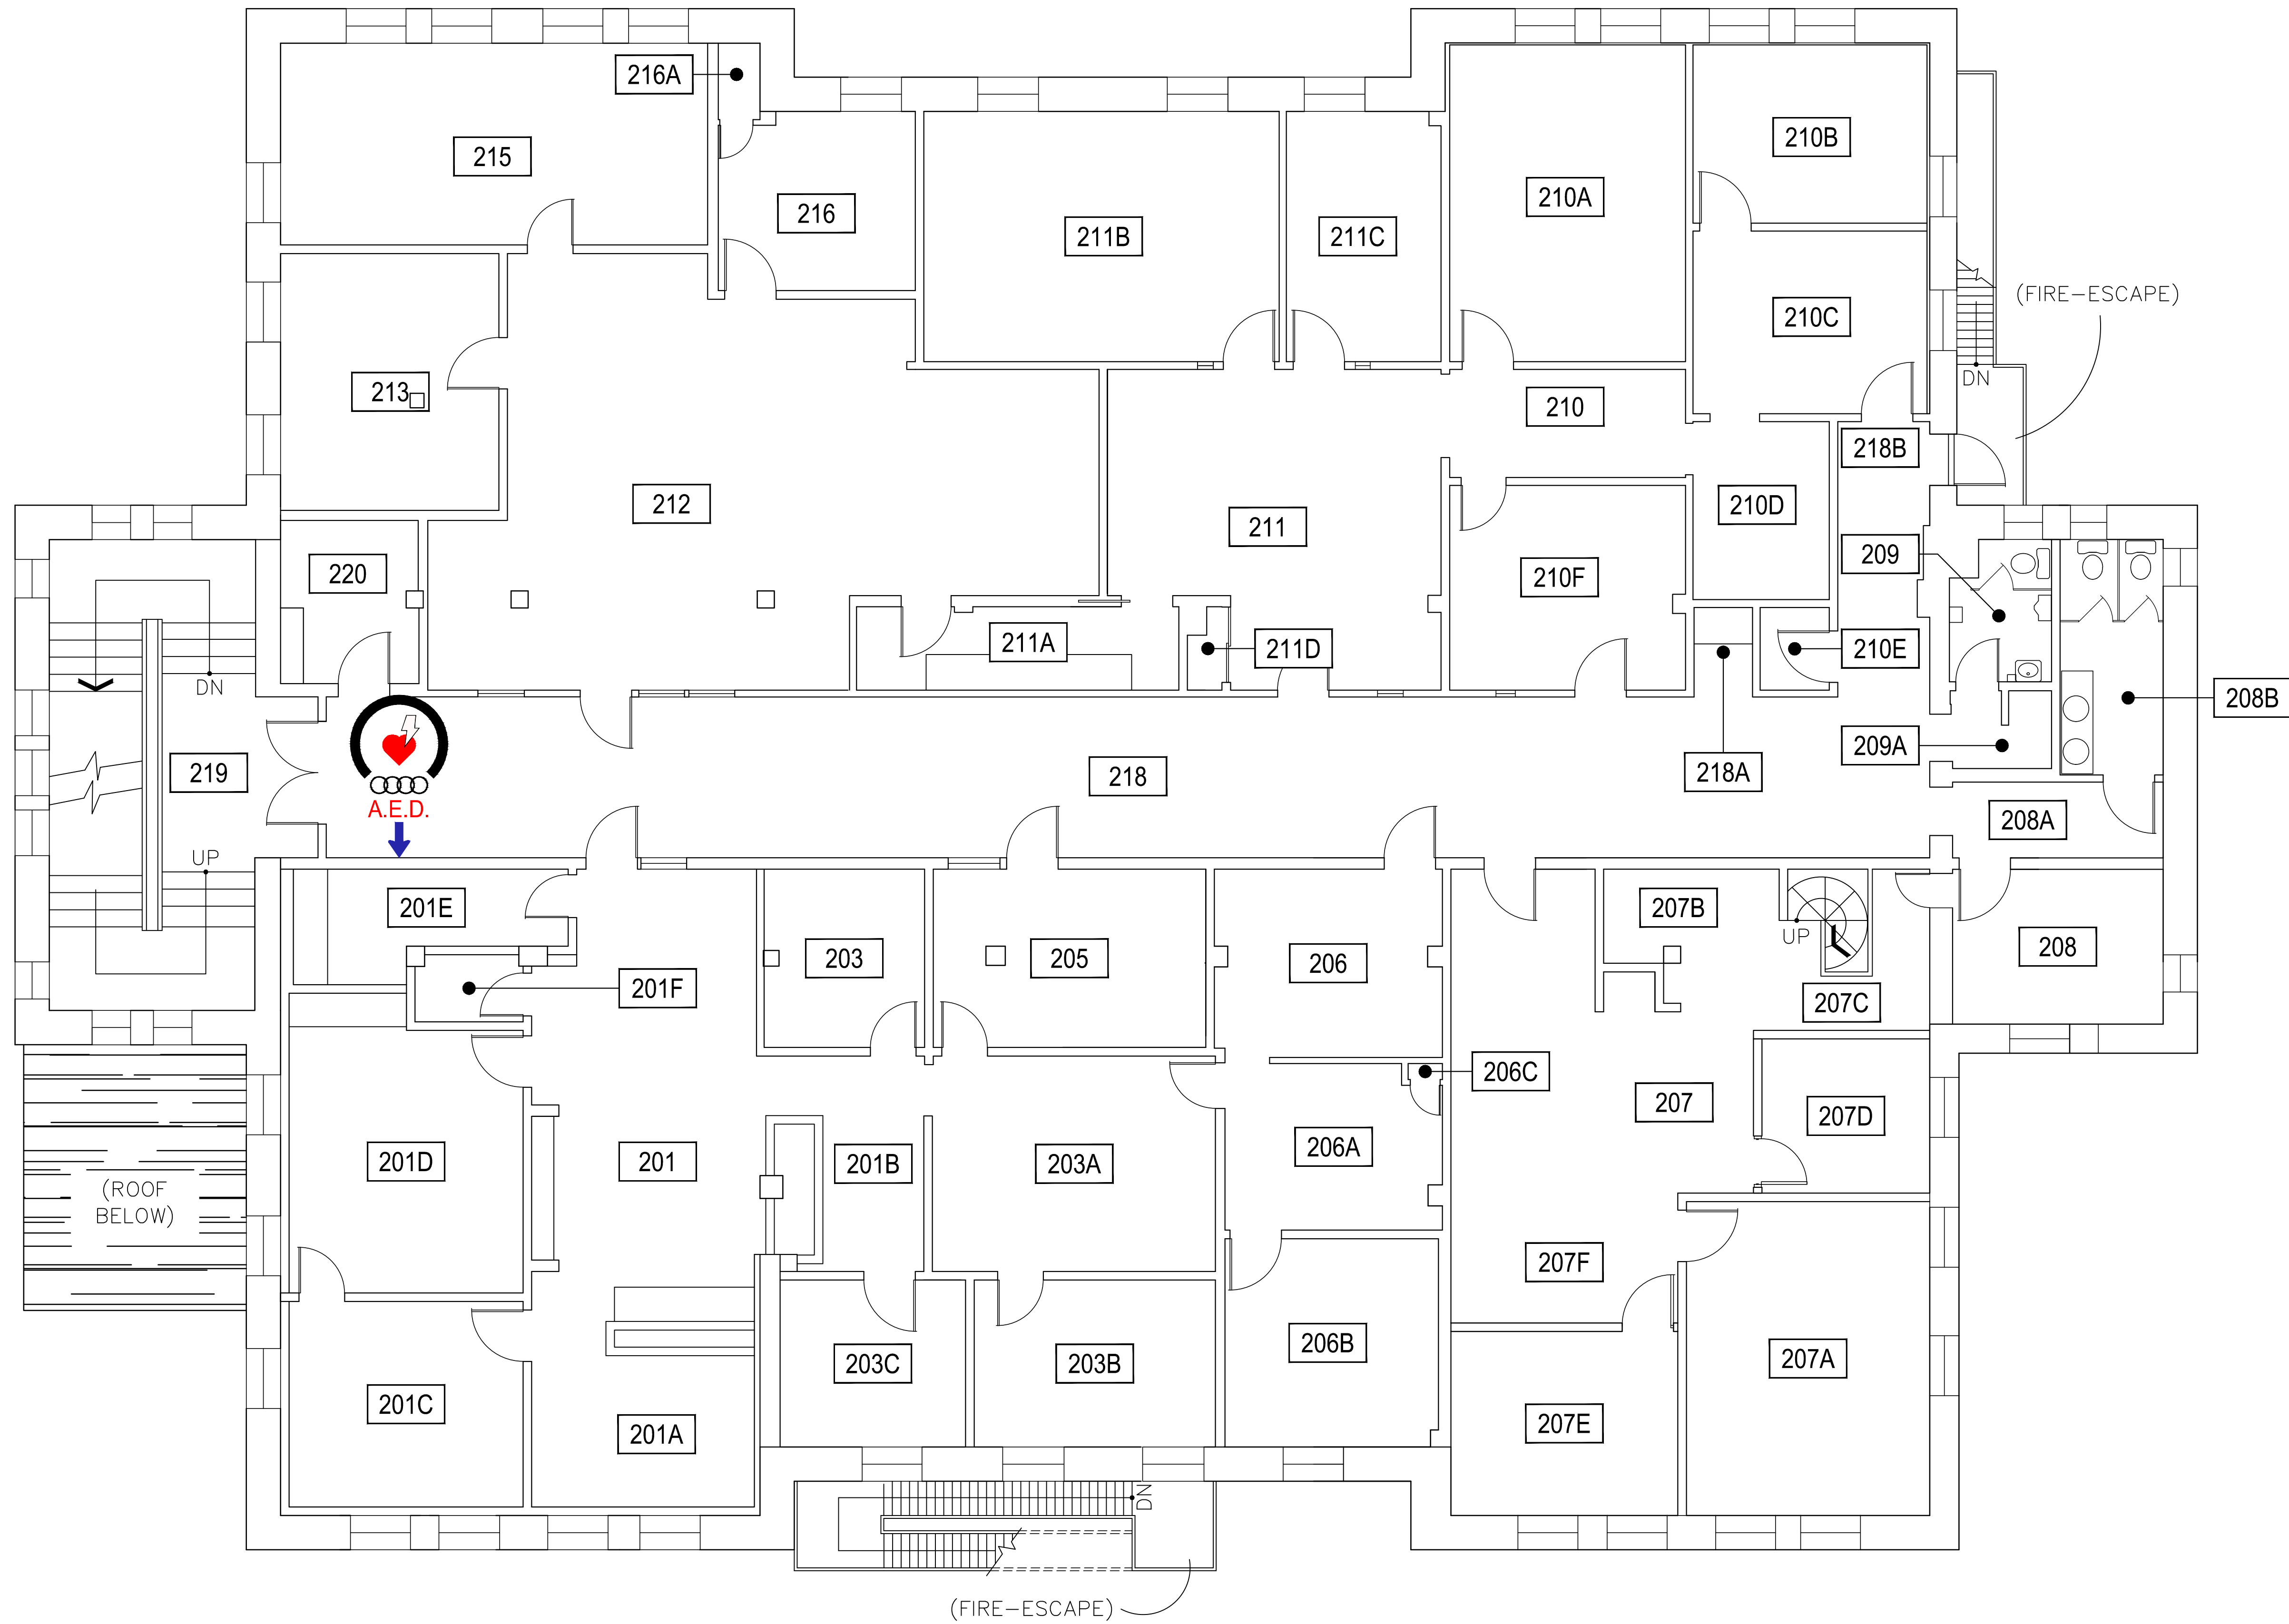 216A
215
210B
216
210A
211B
211C
(FIRE-ESCAPE)
210C
DN
213
210
218B
212
210D
211
209
220
210F
211A
211D
210E
DN
208B
209A
219
218
218A
A.E.D.
208A
UP
201E
207B
UP
203
205
206
208
201F
207C
206C
207
207D
201D
201
201B
203A
206A
(ROOF
BELOW)
207F
206B
203C
203B
207A
201C
201A
207E
DN
(FIRE-ESCAPE)